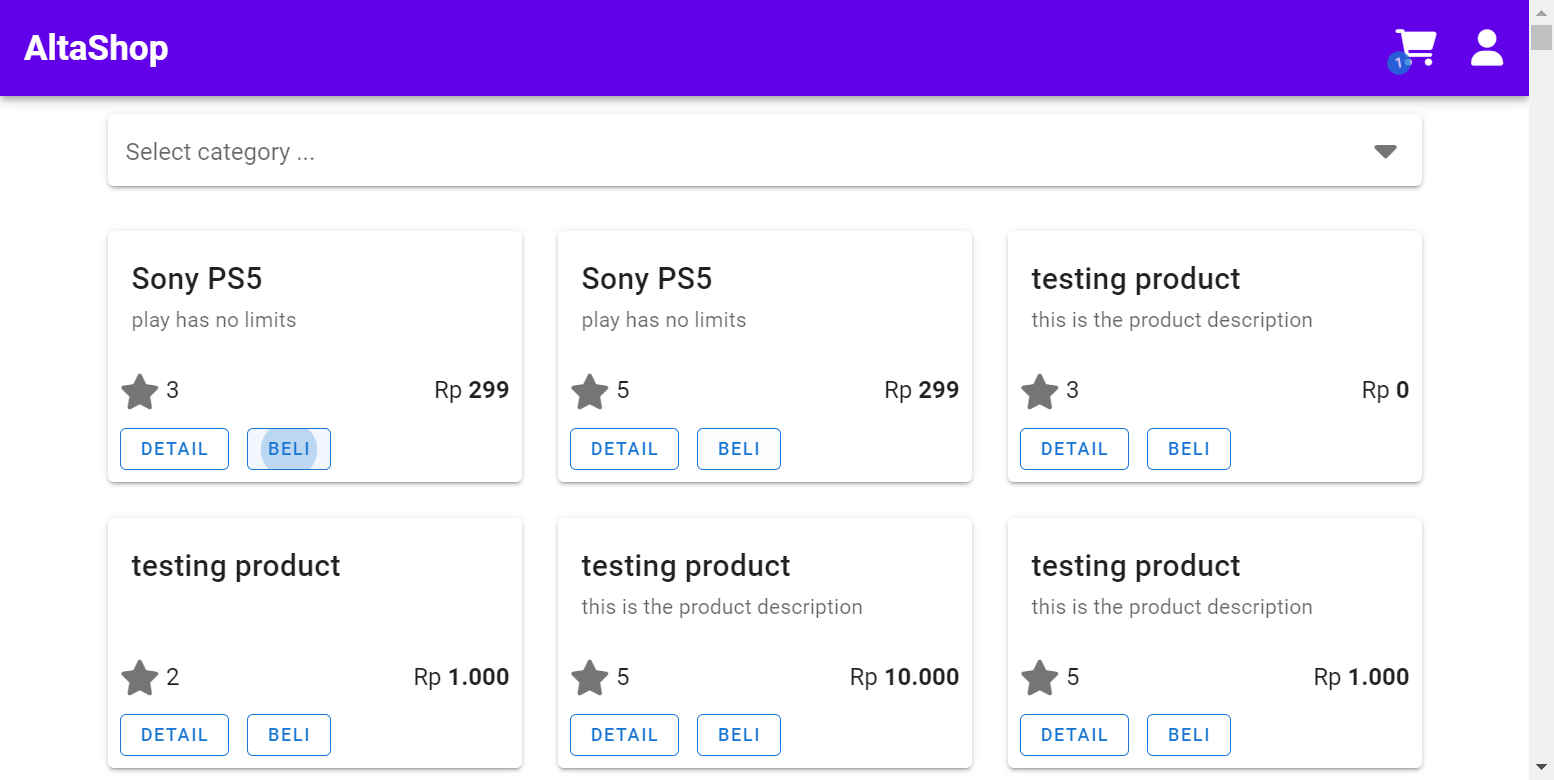 AltaShop
1
Select category ...
Sony PS5
play has no limits
3
Rp 299
DETAIL
BELI
Sony PS5
play has no limits
5
Rp 299
DETAIL
BELI
testing product
this is the product description
3
Rp 0
DETAIL
BELI
testing product
2
Rp 1.000
DETAIL
BELI
testing product
this is the product description
5
Rp 10.000
DETAIL
BELI
testing product
this is the product description
5
Rp 1.000
DETAIL
BELI